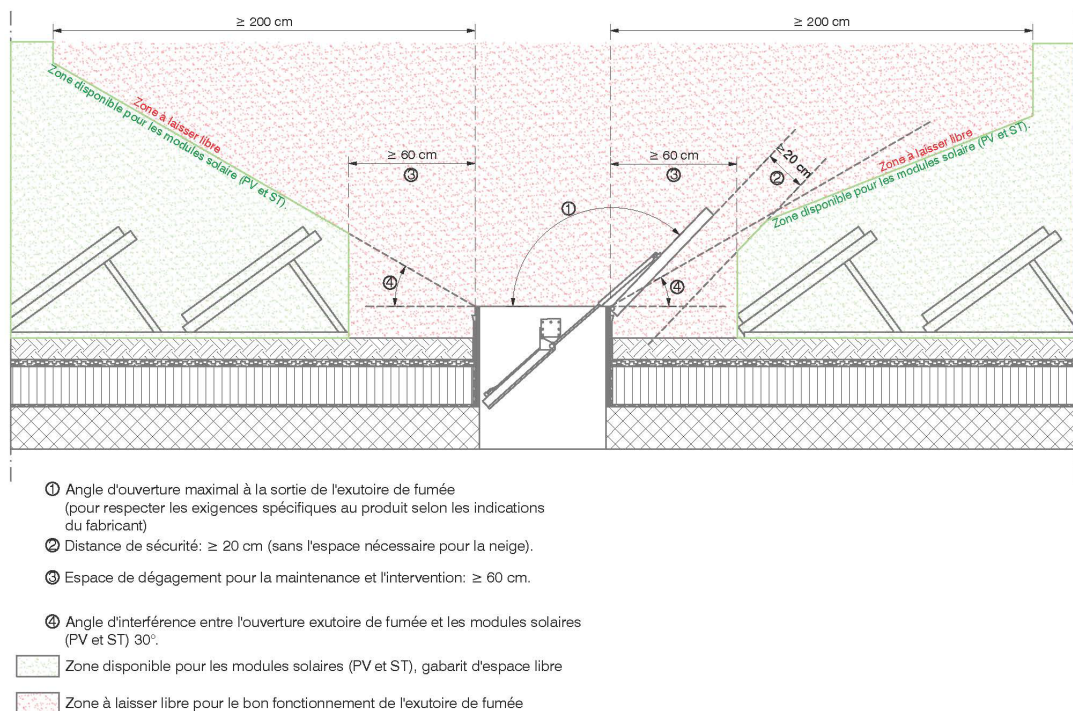 ≥ 200 cm
≥ 200 cm
Zone à laisser libre
Zone disponible pour les modules solaire (PV et ST).
Zone à laisser libre
Zone disponible pour les modules solaire (PV et ST).
≥ 60 cm
③
≥ 60 cm
③
≥20 cm
②
①
④
④
① Angle d'ouverture maximal à la sortie de l'exutoire de fumée
(pour respecter les exigences spécifiques au produit selon les indications
du fabricant)
② Distance de sécurité: ≥ 20 cm (sans l'espace nécessaire pour la neige).
③ Espace de dégagement pour la maintenance et l'intervention: ≥ 60 cm.
④ Angle d'interférence entre l'ouverture exutoire de fumée et les modules solaires
(PV et ST) 30°.
Zone disponible pour les modules solaires (PV et ST), gabarit d'espace libre
Zone à laisser libre pour le bon fonctionnement de l'exutoire de fumée